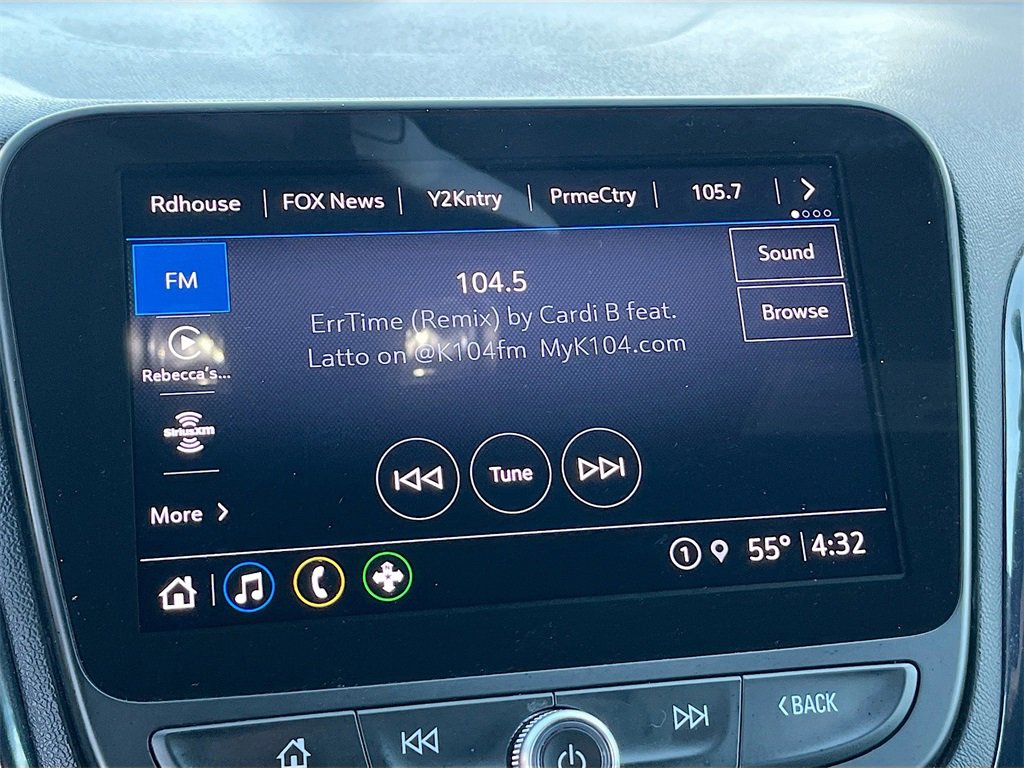 Rdhouse FOX News Y2Kntry PrmeCtry 105.7
FM
104.5
Sound
ErrTime (Remix) by Cardi B feat.
Browse
Latto on @K104fm MyK104.com
Rebecca's...
SiriusXM
Tune
More
1 55° 4:32
BACK